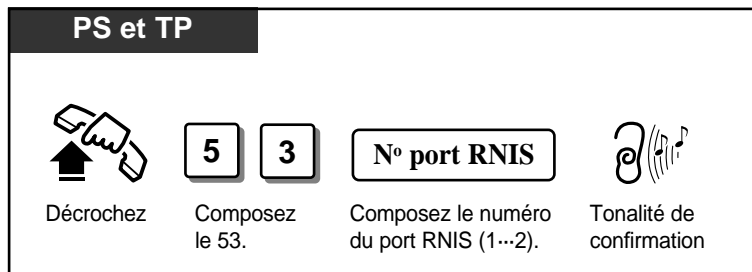 PS et TP
5 3 Nº port RNIS
Décrochez
Composez
le 53.
Composez le numéro
du port RNIS (1···2).
Tonalité de
confirmation